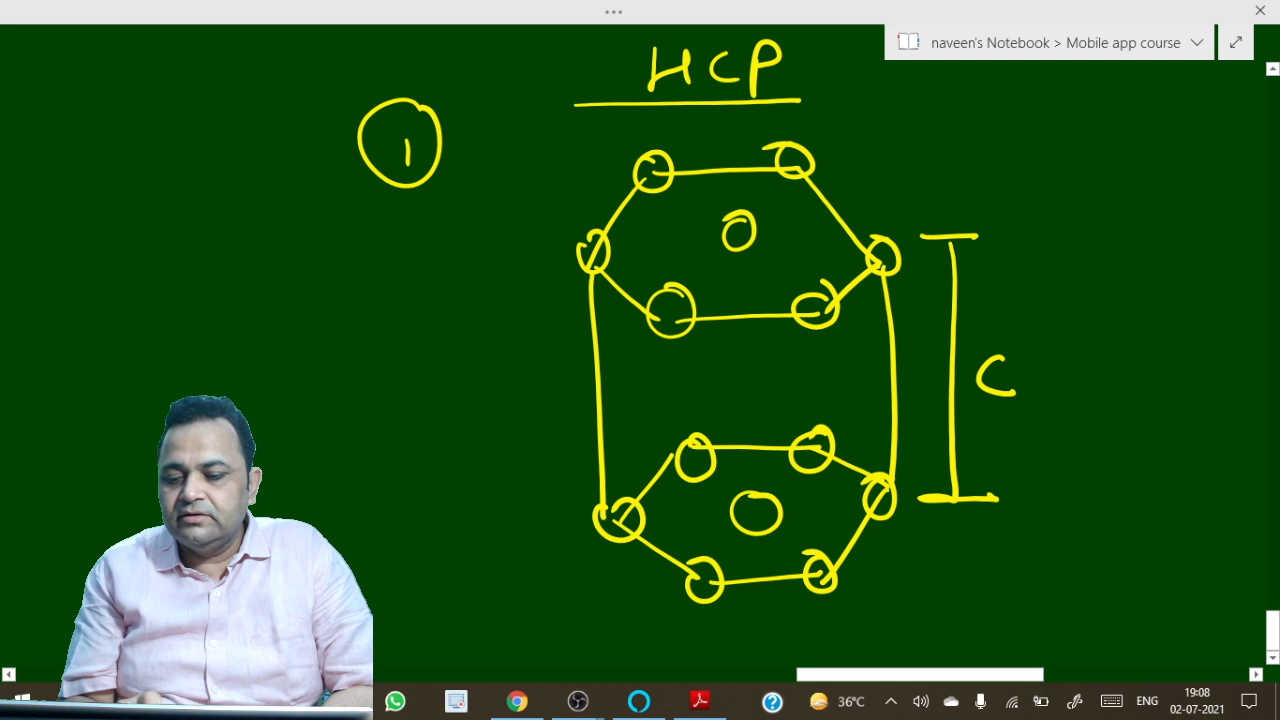 naveen's Notebook > Mobile app course
HCP
1
C
36°C
ENG
19:08
02-07-2021